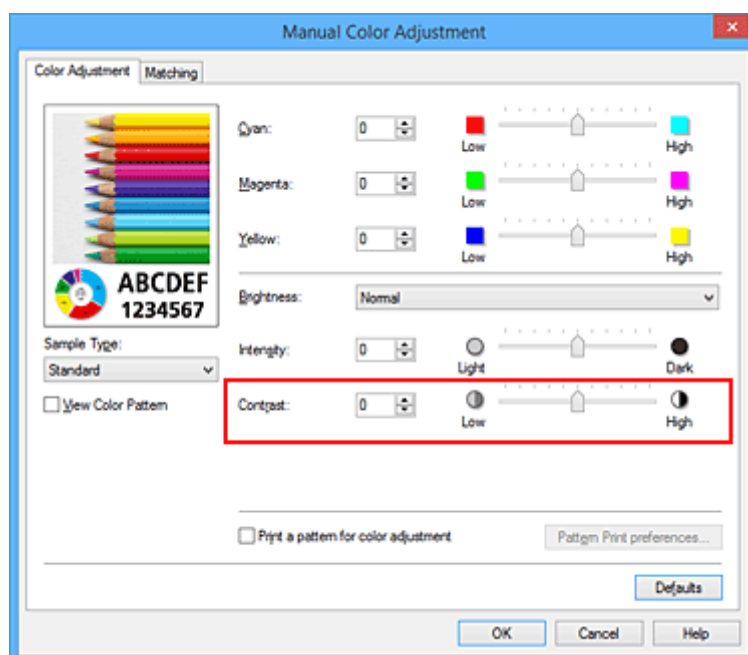 Manual Color Adjustment
Color Adjustment Matching
Cyan: 0 Low High
Magenta: 0 Low High
Yellow: 0 Low High
ABCDEF
1234567
Brightness: Normal
Sample Type:
Standard
Intensity: 0 Light Dark
View Color Pattern
Contrast: 0 Low High
Print a pattern for color adjustment Pattern Print preferences...
Defaults
OK Cancel Help